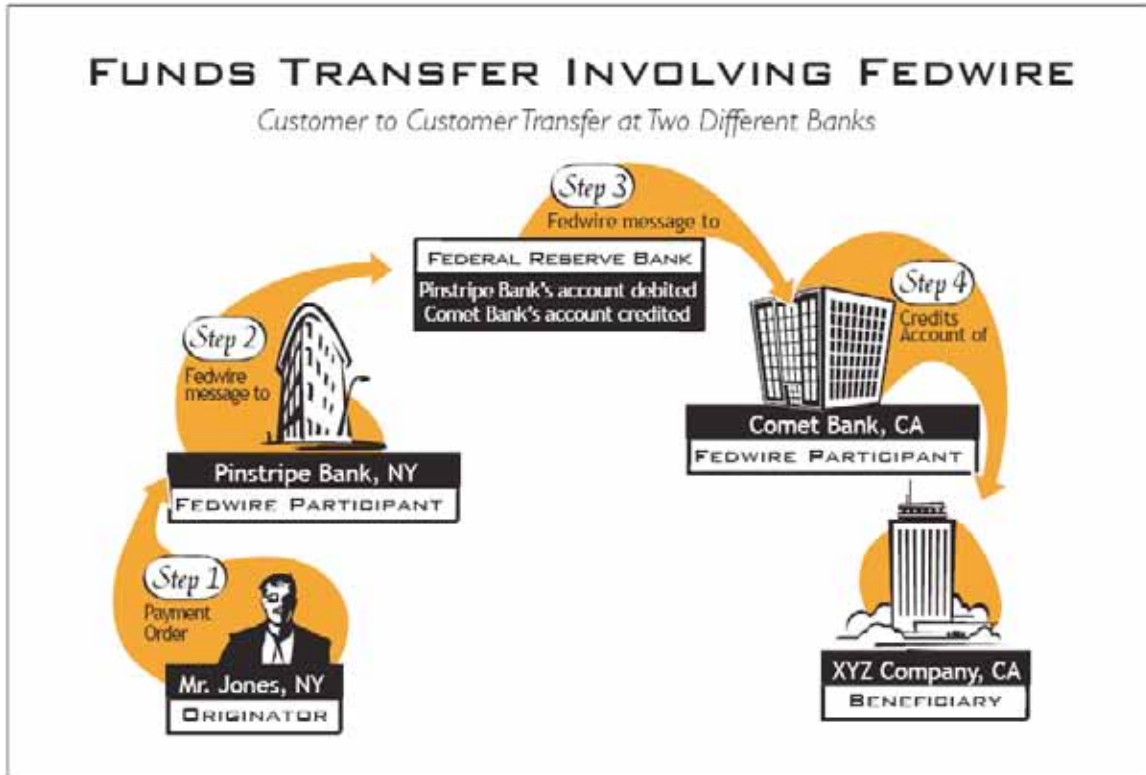 FUNDS TRANSFER INVOLVING FEDWIRE
Customer to Customer Transfer at Two Different Banks
Step 1
Payment
Order
Mr. Jones, NY
ORIGINATOR
Step 2
Fedwire
message to
Pinstripe Bank, NY
FEDWIRE PARTICIPANT
Step 3
Fedwire message to
FEDERAL RESERVE BANK
Pinstripe Bank's account debited
Comet Bank's account credited
Step 4
Credits
Account of
Comet Bank, CA
FEDWIRE PARTICIPANT
XYZ Company, CA
BENEFICIARY